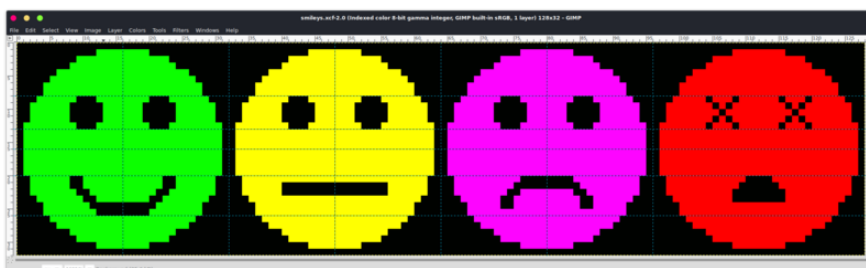 smileys.xcf-2.0 (Indexed color 8-bit gamma integer, GIMP built-in sRGB, 1 layer) 128x32 – GIMP
File Edit Select View Image Layer Colors Tools Filters Windows Help